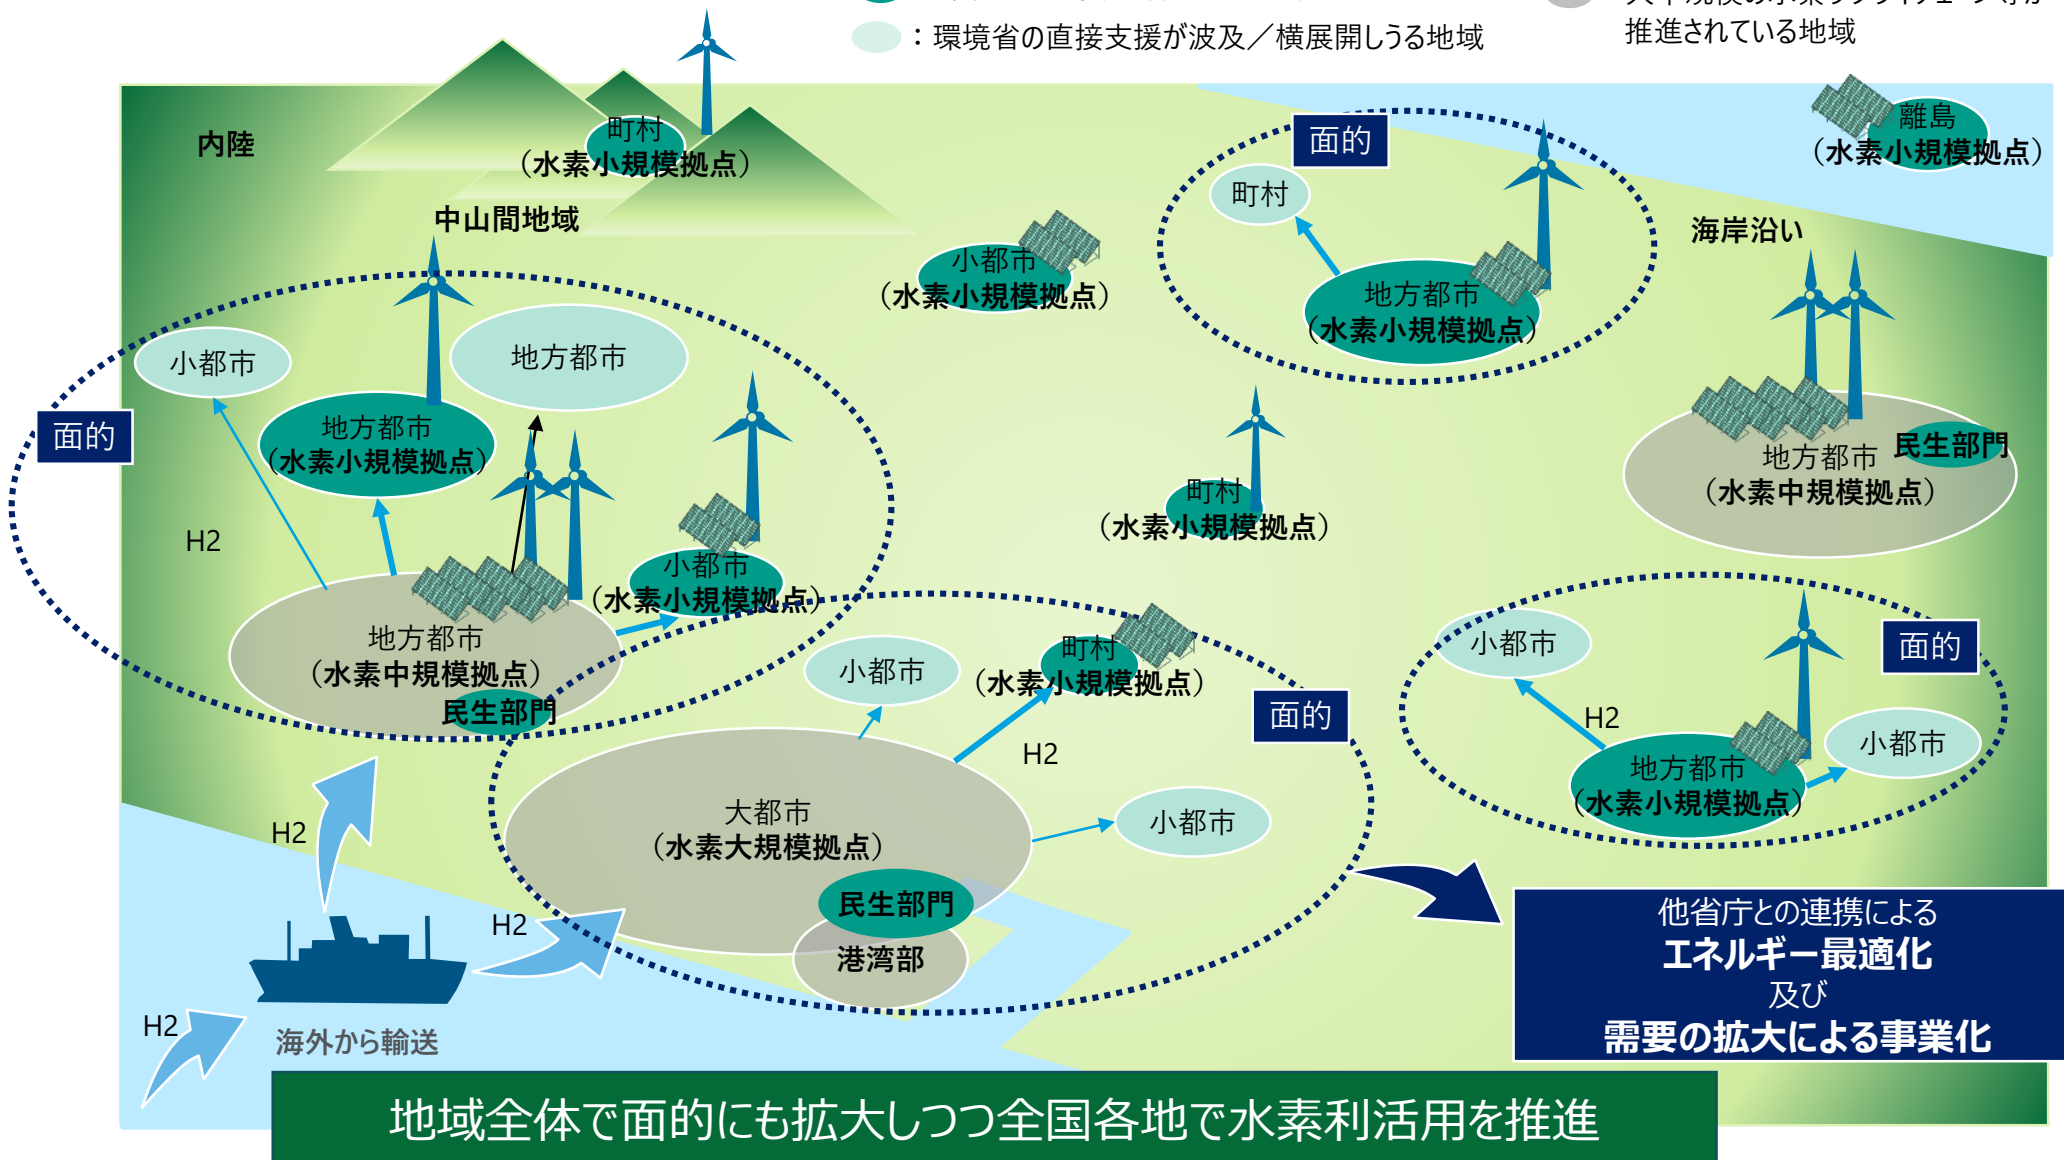 ：環境省の直接支援が波及／横展開しうる地域
推進されている地域
内陸
町村
（水素小規模拠点）
中山間地域
離島
（水素小規模拠点）
面的
町村
地方都市
（水素小規模拠点）
海岸沿い
小都市
（水素小規模拠点）
面的
小都市
地方都市
地方都市
（水素小規模拠点）
H2
小都市
（水素小規模拠点）
地方都市
（水素中規模拠点）
民生部門
町村
（水素小規模拠点）
民生部門
地方都市
（水素中規模拠点）
小都市
町村
（水素小規模拠点）
面的
H2
大都市
（水素大規模拠点）
小都市
民生部門
港湾部
小都市
面的
H2
小都市
地方都市
（水素小規模拠点）
H2
H2
H2
海外から輸送
他省庁との連携による
エネルギー最適化
及び
需要の拡大による事業化
地域全体で面的にも拡大しつつ全国各地で水素利活用を推進